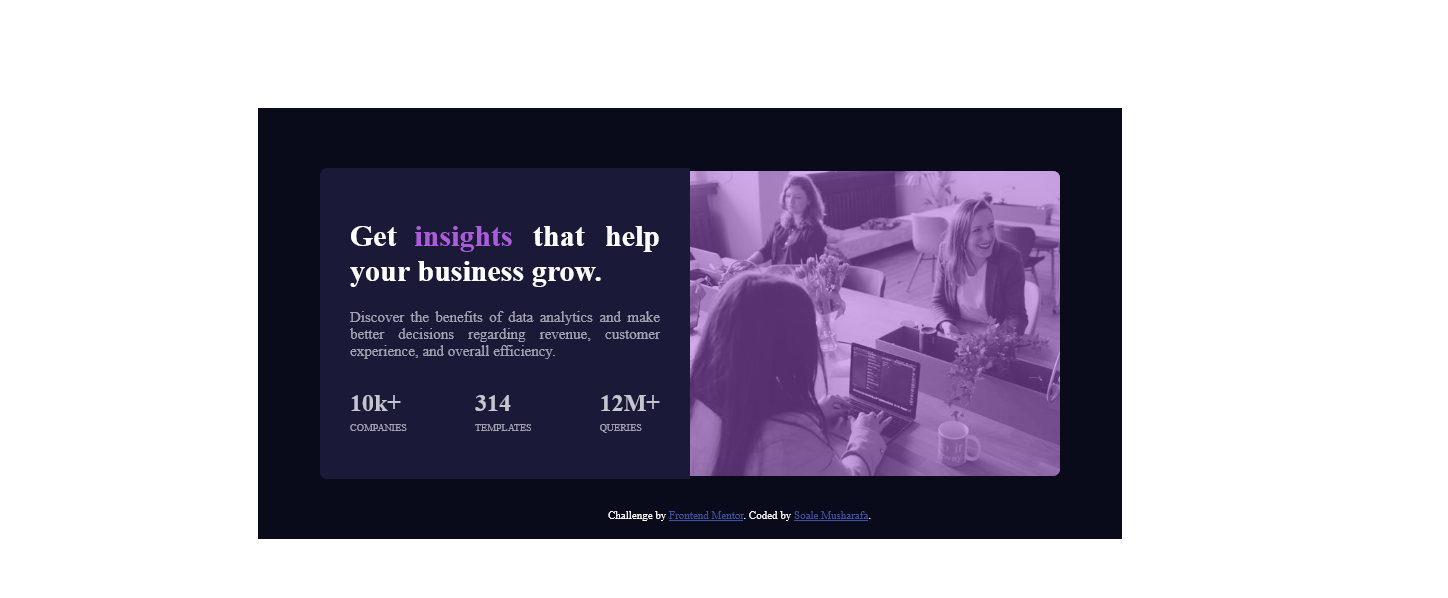 Get insights that help
your business grow.
Discover the benefits of data analytics and make
better decisions regarding revenue, customer
experience, and overall efficiency.
10k+ 314 12M+
COMPANIES TEMPLATES QUERIES
Challenge by Frontend Mentor. Coded by Soale Musharafa.